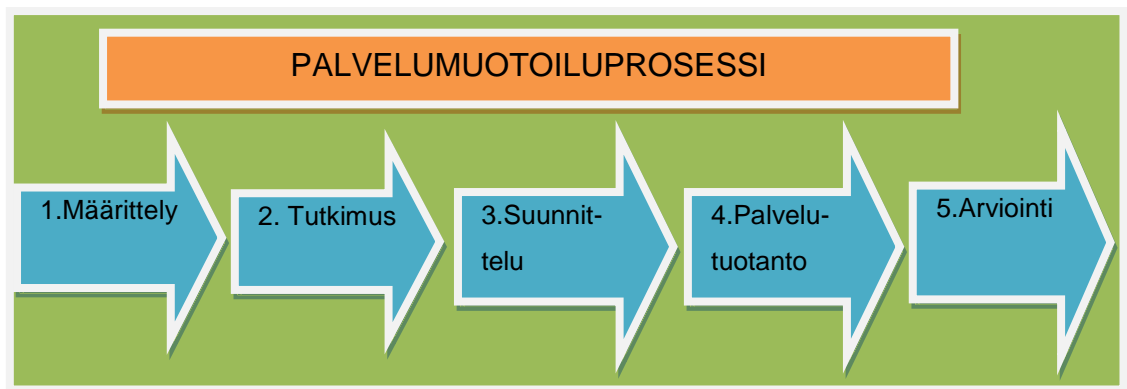 PALVELUMUOTOILUPROSESSI
1.Määrittely
2. Tutkimus
3.Suunnit-
telu
4.Palvelu-
tuotanto
5.Arviointi